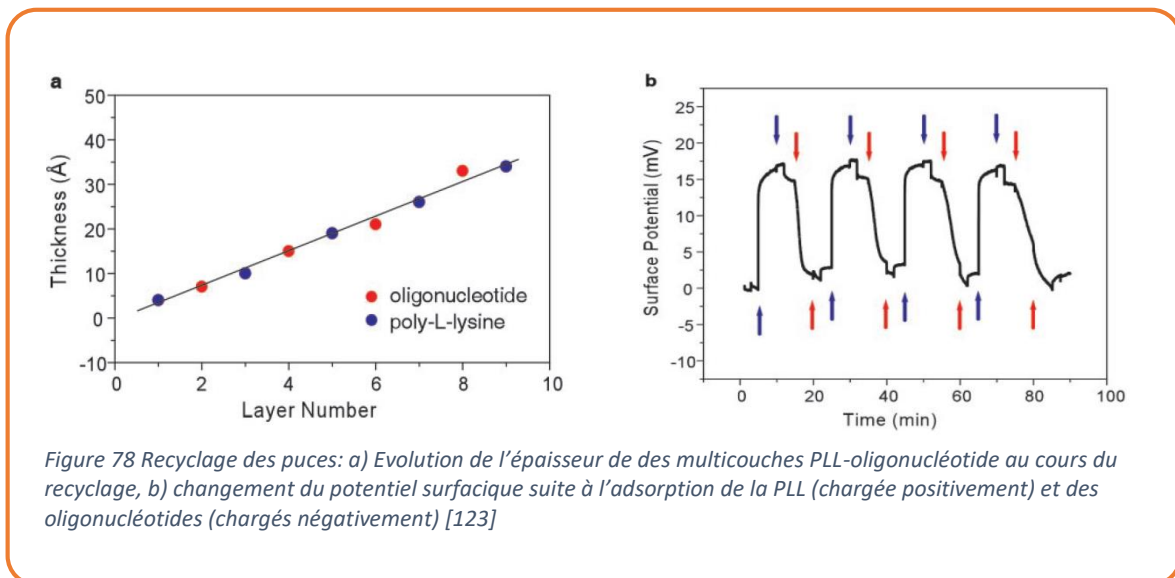 a
50
40
30
20
10
0
-10
Thickness (Å)
oligonucleotide
poly-L-lysine
0 2 4 6 8 10
Layer Number
b
25
20
15
10
5
0
-5
-10
Surface Potential (mV)
0 20 40 60 80 100
Time (min)
Figure 78 Recyclage des puces: a) Evolution de l’épaisseur de des multicouches PLL-oligonucléotide au cours du
recyclage, b) changement du potentiel surfacique suite à l’adsorption de la PLL (chargée positivement) et des
oligonucléotides (chargés négativement) [123]